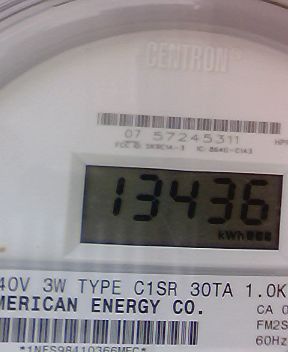 CENTRON
07 57245311
13436
kWh
40V 3W TYPE C1SR 30TA 1.0K
MERICAN ENERGY CO. CA 0
FM2S
60Hz